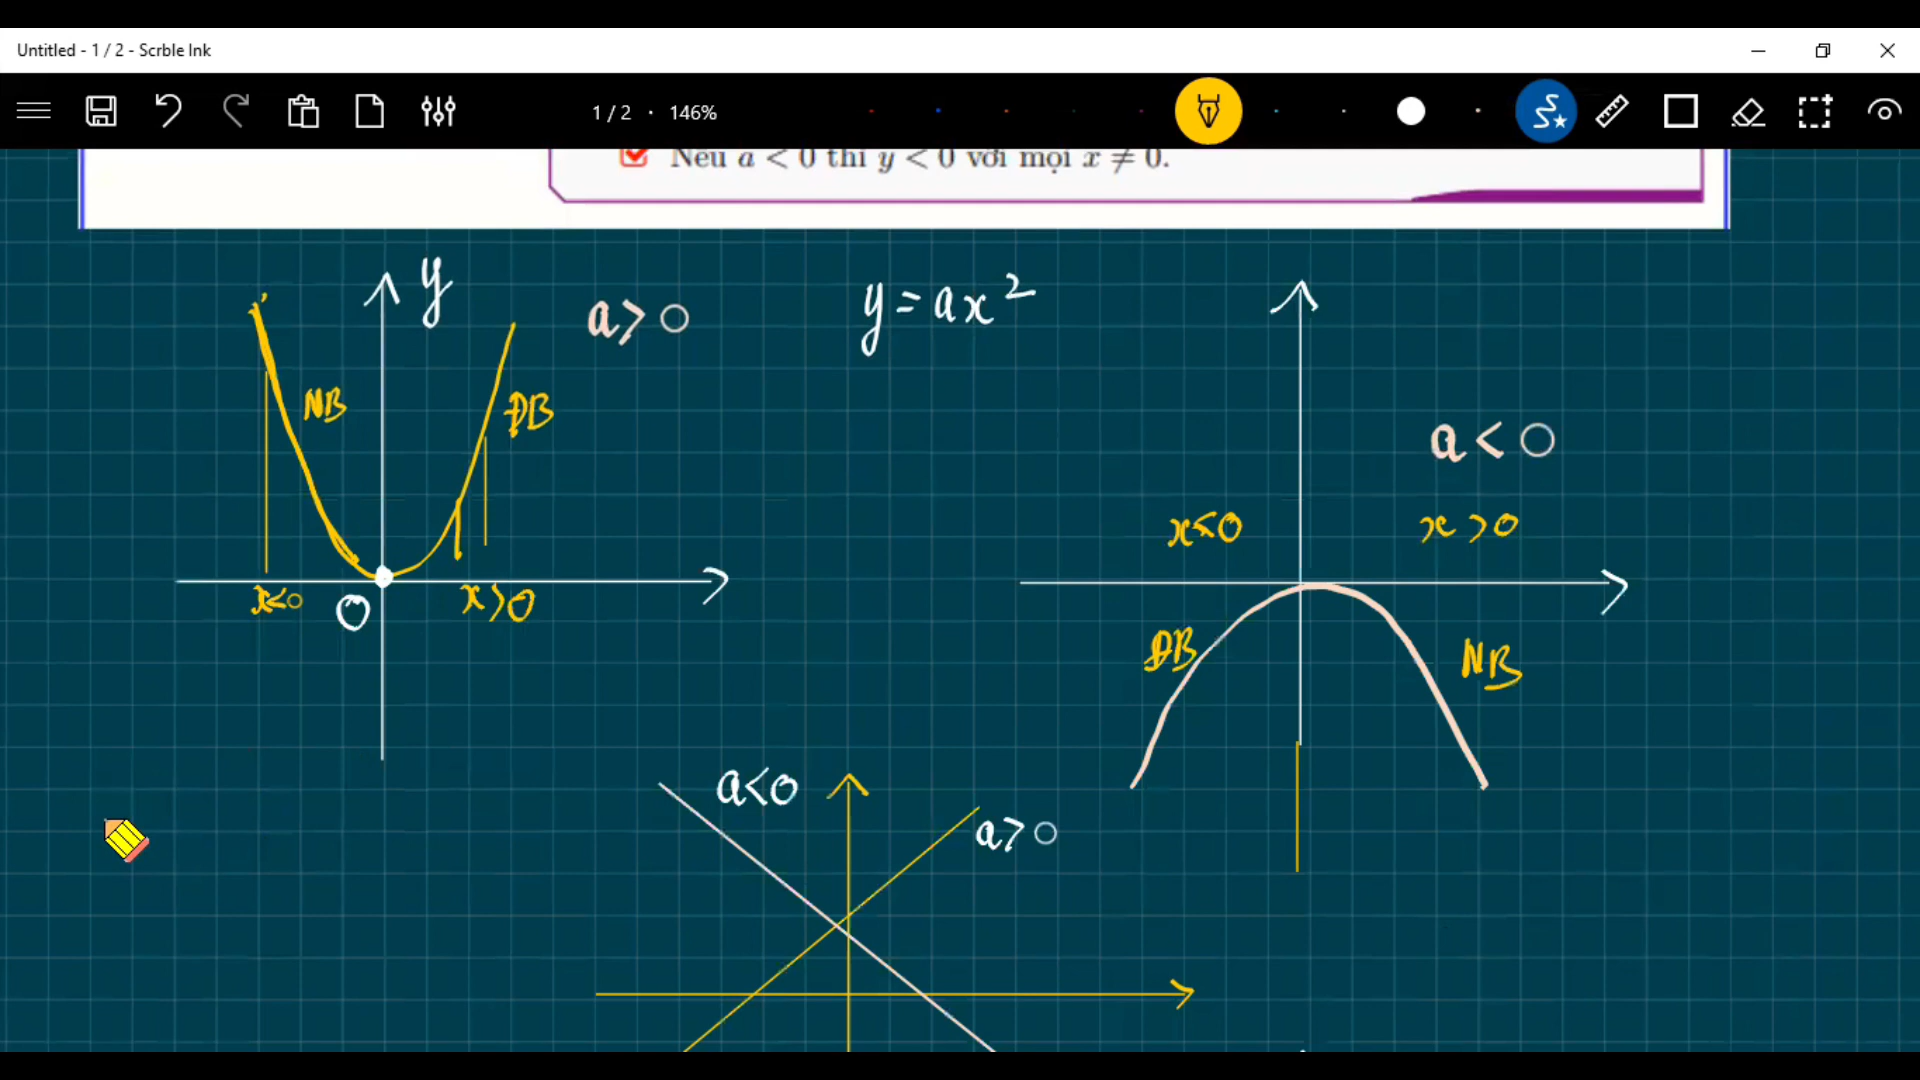 Untitled - 1 / 2 - Scrble Ink
1 / 2 · 146%
Nếu a < 0 thì y < 0 với mọi x ≠ 0.
y
a > 0
y = ax²
NB
ĐB
a < 0
x < 0
x > 0
x < 0
O
x > 0
ĐB
NB
a < 0
a > 0